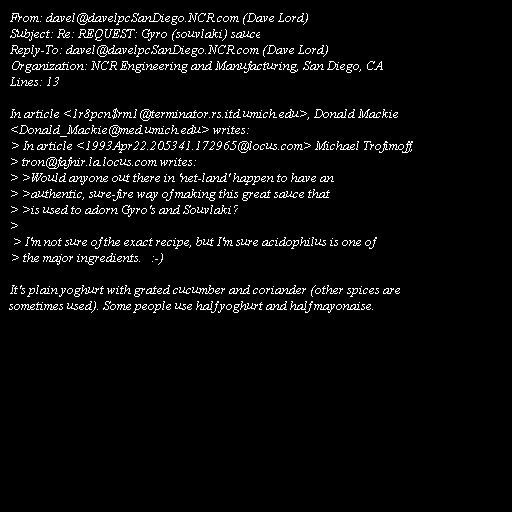 From: davel@davelpcSanDiego.NCR.com (Dave Lord)
Subject: Re: REQUEST: Gyro (souvlaki) sauce
Reply-To: davel@davelpcSanDiego.NCR.com (Dave Lord)
Organization: NCR Engineering and Manufacturing, San Diego, CA
Lines: 13

In article <1r8pcn$rm1@terminator.rs.itd.umich.edu>, Donald Mackie
<Donald_Mackie@med.umich.edu> writes:
> In article <1993Apr22.205341.172965@locus.com> Michael Trofimoff,
> tron@fafnir.la.locus.com writes:
> >Would anyone out there in 'net-land' happen to have an
> >authentic, sure-fire way of making this great sauce that
> >is used to adorn Gyro's and Souvlaki?
>
> I'm not sure of the exact recipe, but I'm sure acidophilus is one of
> the major ingredients. :-)

It's plain yoghurt with grated cucumber and coriander (other spices are
sometimes used). Some people use half yoghurt and half mayonaise.